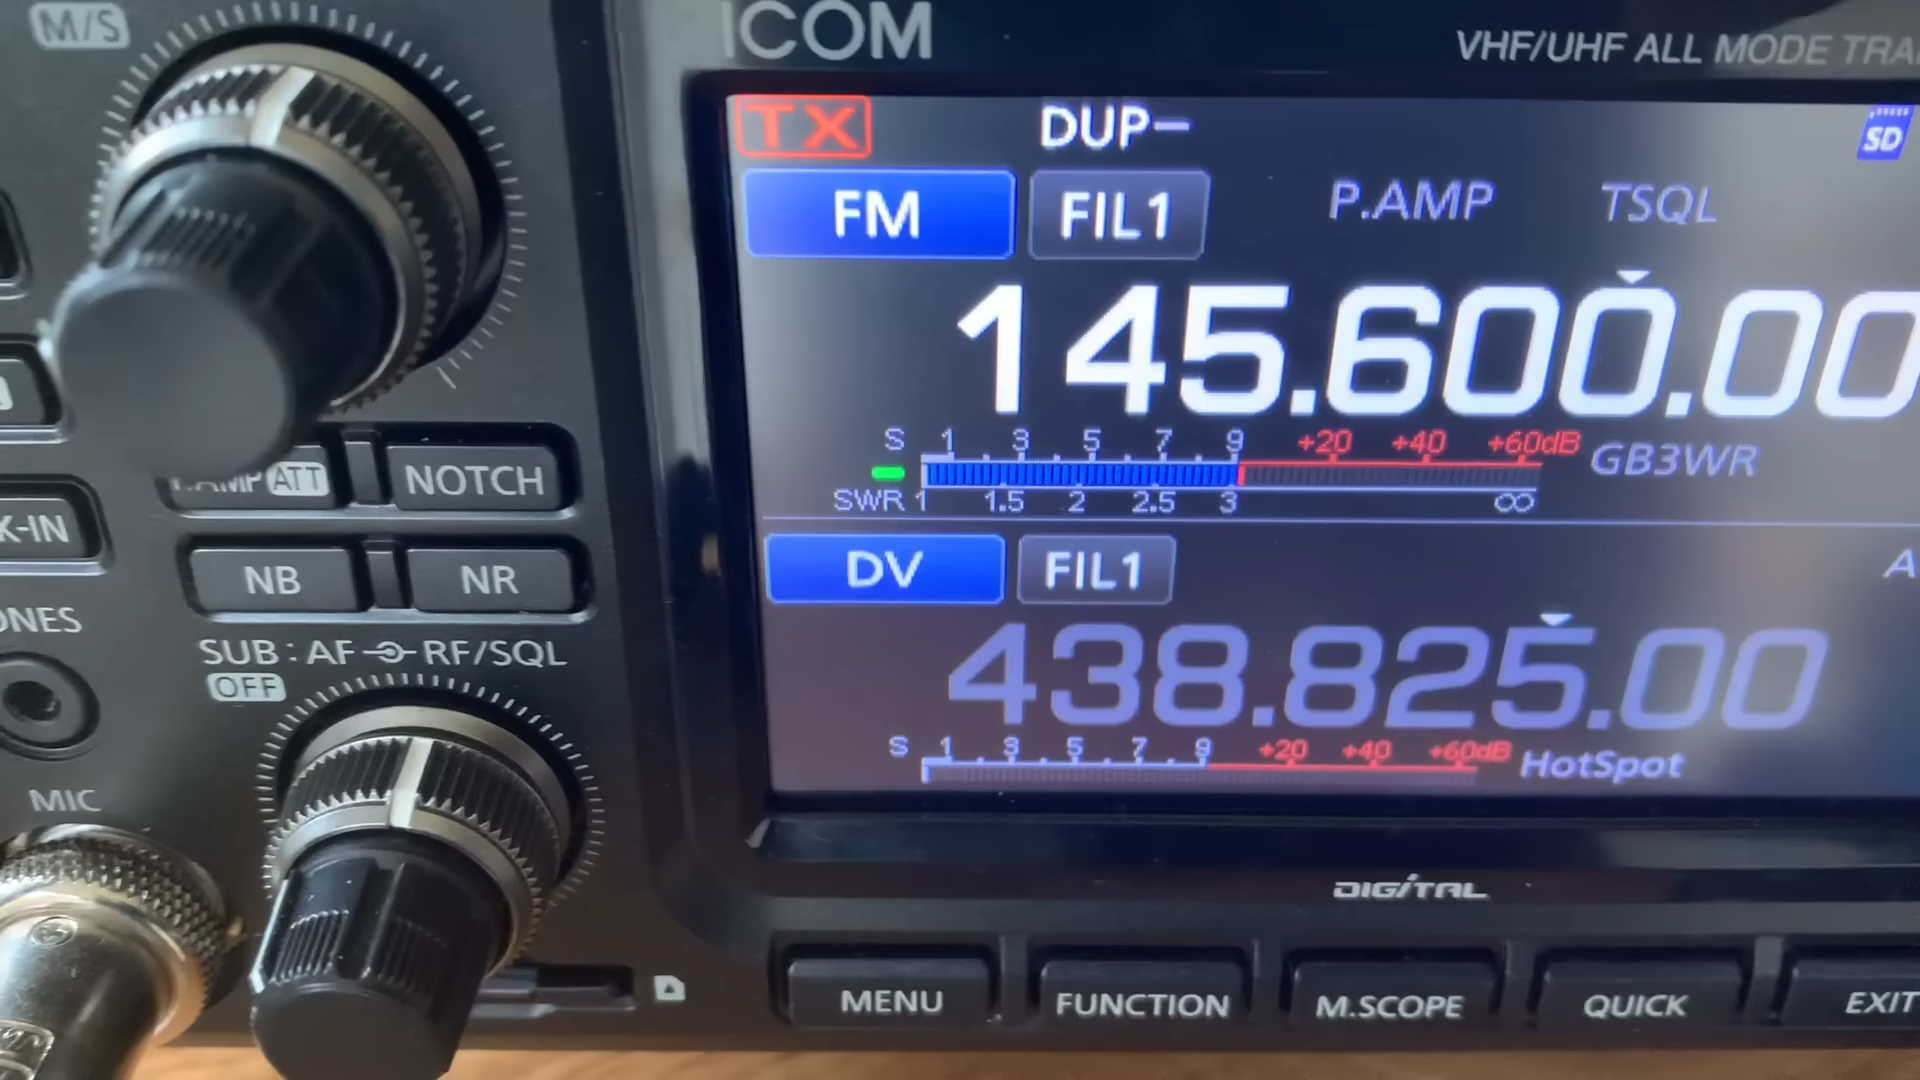 M/S
ICOM
VHF/UHF ALL MODE
TX
DUP−
SD
FM
FIL1
P.AMP
TSQL
145.600.00
S 1 3 5 7 9 +20 +40 +60dB
GB3WR
SWR 1 1.5 2 2.5 3 ∞
ATT
NOTCH
K-IN
NB
NR
DV
FIL1
438.825.00
S 1 3 5 7 9 +20 +40 +60dB
HotSpot
ONES
SUB : AF RF/SQL
OFF
MIC
DIGITAL
MENU
FUNCTION
M.SCOPE
QUICK
EXIT